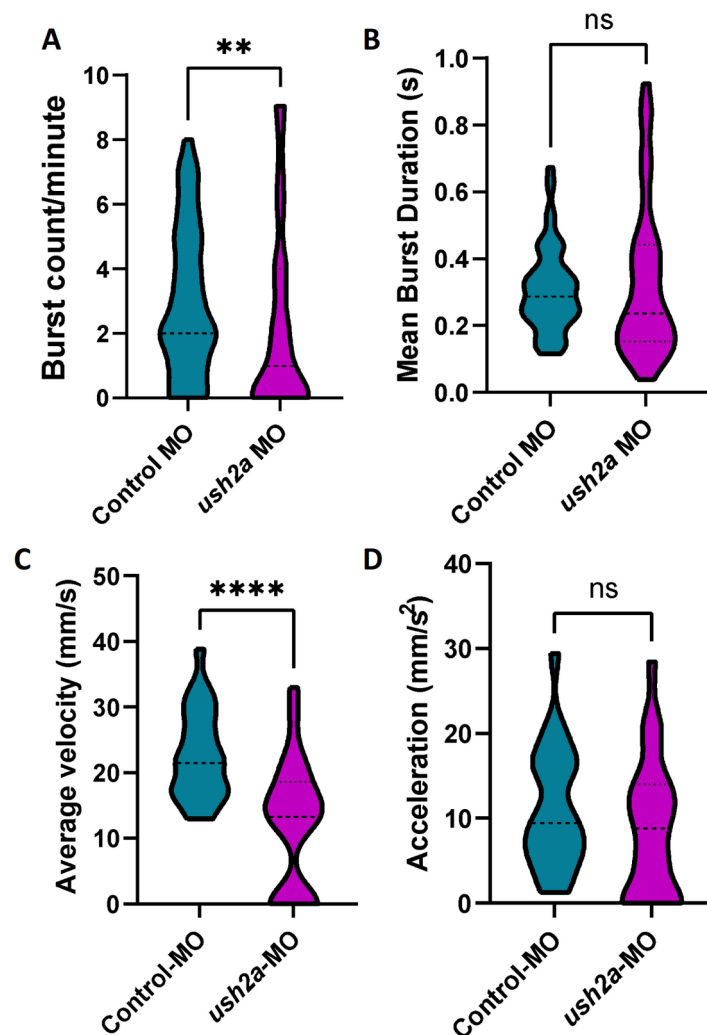 A
**
Burst count/minute
10
8
6
4
2
0
Control MO
ush2a MO
B
ns
Mean Burst Duration (s)
1.0
0.8
0.6
0.4
0.2
0.0
Control MO
ush2a MO
C
****
Average velocity (mm/s)
50
40
30
20
10
0
Control-MO
ush2a-MO
D
ns
Acceleration (mm/s²)
40
30
20
10
0
Control-MO
ush2a-MO